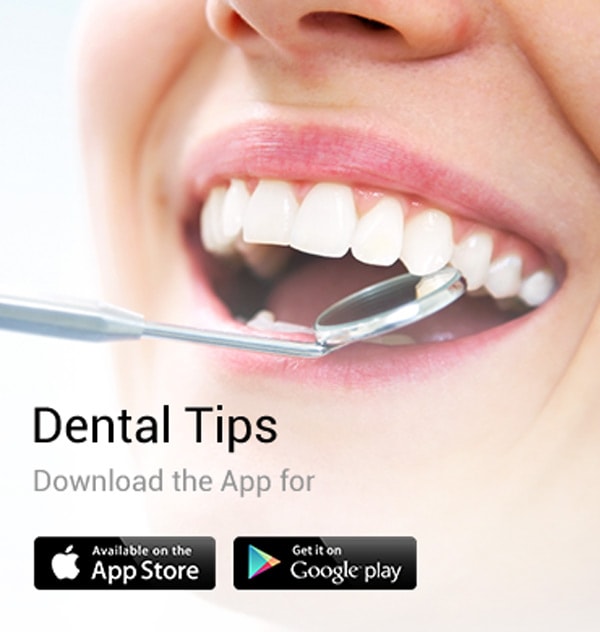 Dental Tips
Download the App for
Available on the
App Store
Get it on
Google play